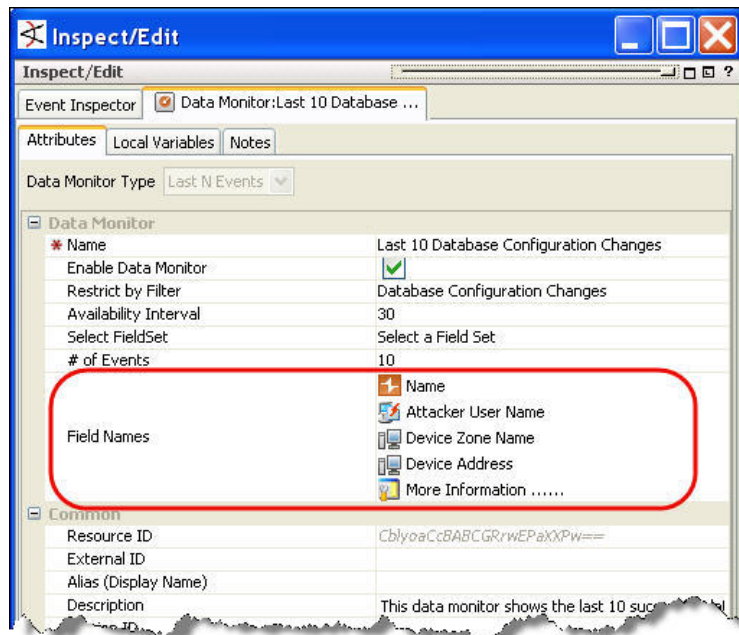 Inspect/Edit
Inspect/Edit
Event Inspector Data Monitor:Last 10 Database ...
Attributes Local Variables Notes
Data Monitor Type Last N Events
Data Monitor
* Name Last 10 Database Configuration Changes
Enable Data Monitor
Restrict by Filter Database Configuration Changes
Availability Interval 30
Select FieldSet Select a Field Set
# of Events 10
Field Names
Name
Attacker User Name
Device Zone Name
Device Address
More Information ......
Common
Resource ID CblyoaCcBABCGRrwEPaXXPw==
External ID
Alias (Display Name)
Description This data monitor shows the last 10